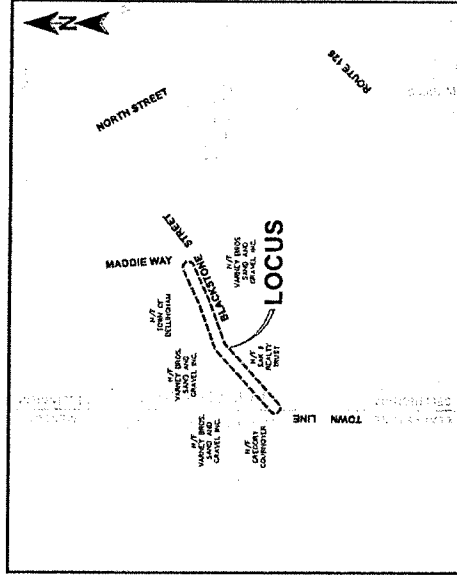 N
NORTH STREET
ROUTE 126
MADDIE WAY
BLACKSTONE STREET
N/F
TOWN OF
BELLINGHAM
N/F
VARNEY BROS
SAND AND
GRAVEL INC.
LOCUS
N/F
VARNEY BROS.
SAND AND
GRAVEL INC.
N/F
SAK
REALTY
TRUST
N/F
VARNEY BROS.
SAND AND
GRAVEL INC.
N/F
GREGORY
COURNOYER
TOWN LINE